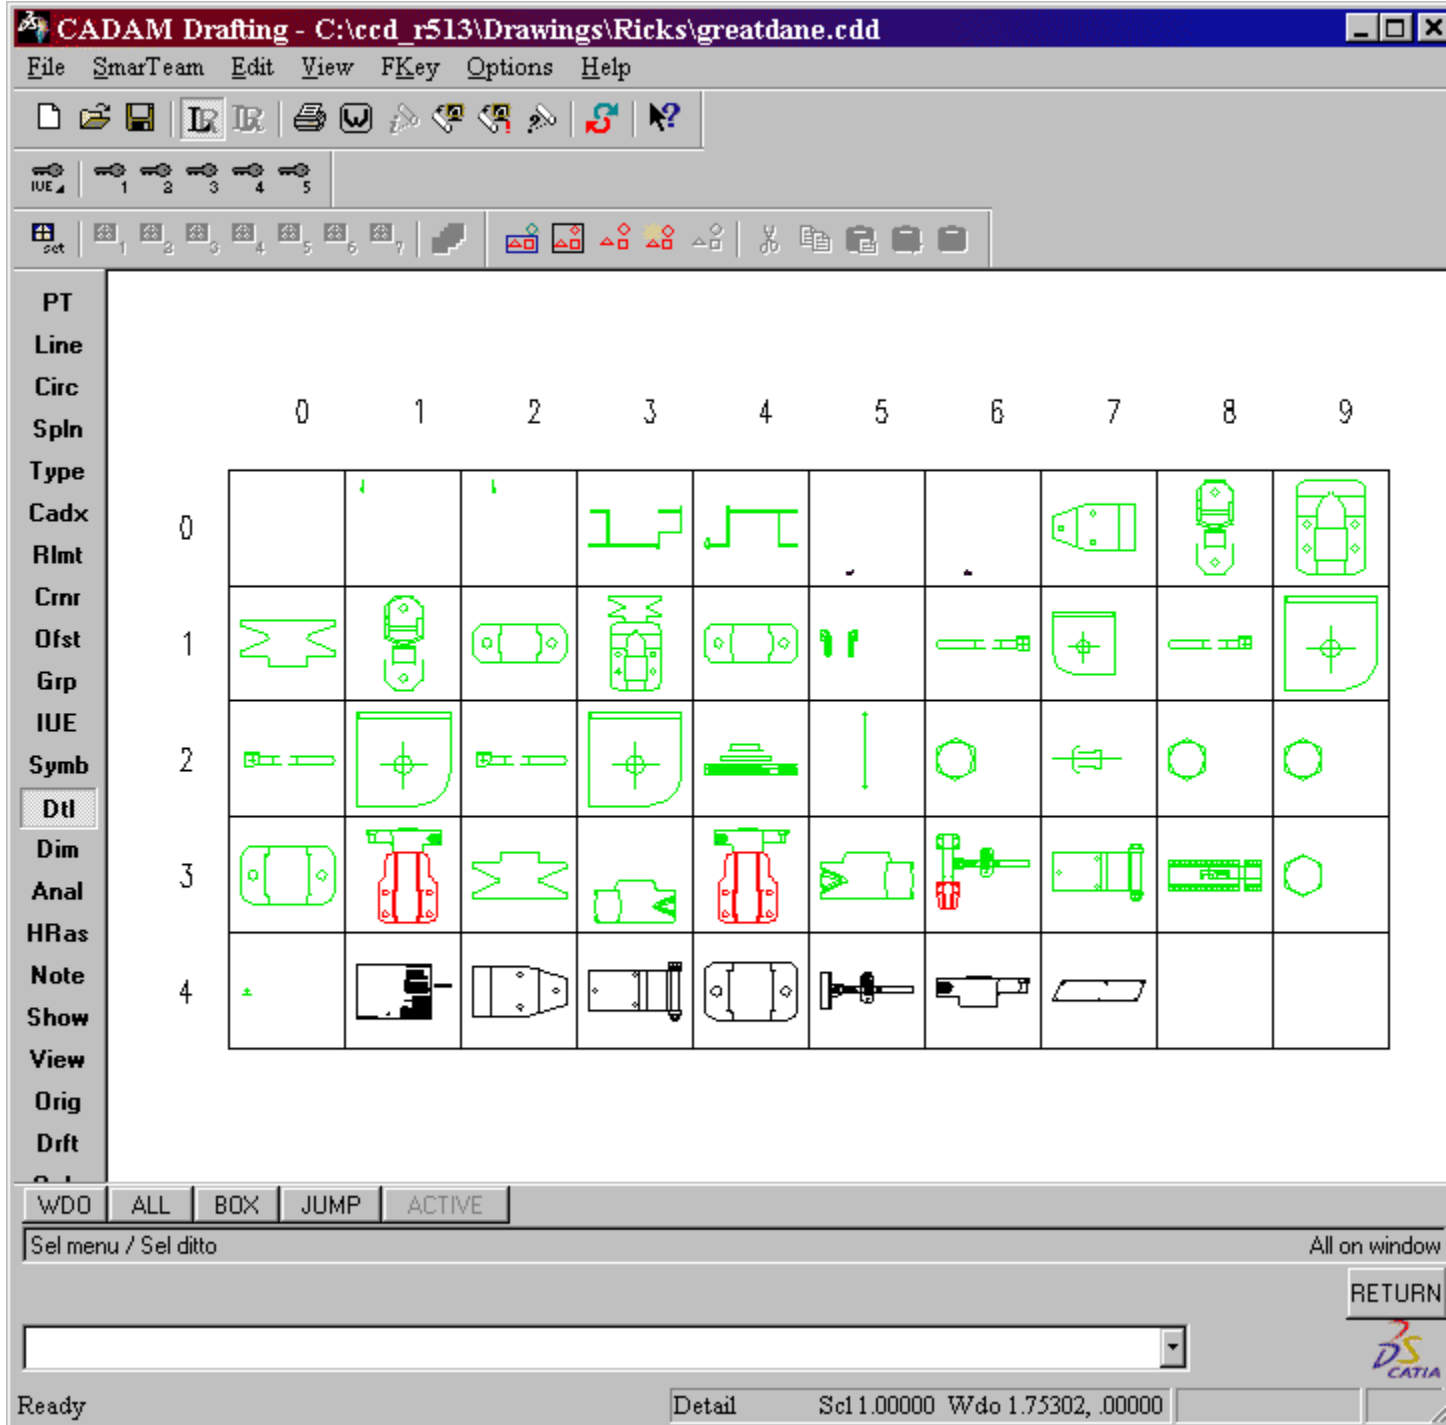 CADAM Drafting - C:\ccd_r513\Drawings\Ricks\greatdane.cdd
File SmarTeam Edit View FKey Options Help
IUE 1 2 3 4 5
set 1 2 3 4 5 6 7
PT
Line
Circ
Spln
Type
Cadx
Rlmt
Crnr
Ofst
Grp
IUE
Symb
Dtl
Dim
Anal
HRas
Note
Show
View
Orig
Drft
0 1 2 3 4 5 6 7 8 9
0
1
2
3
4
WDO ALL BOX JUMP ACTIVE
Sel menu / Sel ditto All on window
RETURN
CATIA
Ready Detail Scl 1.00000 Wdo 1.75302, .00000